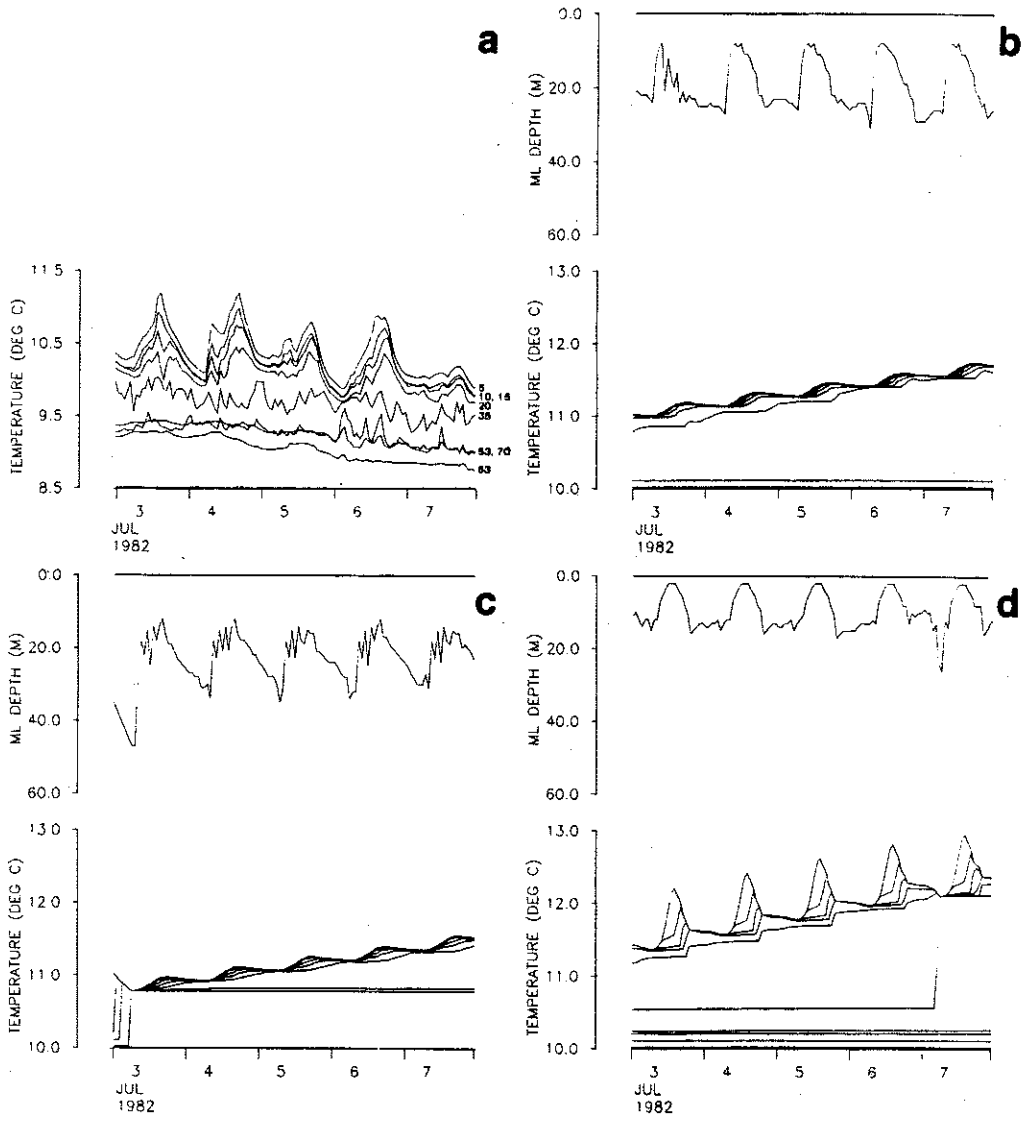 a
11.5
10.5
9.5
8.5
TEMPERATURE (DEG C)
5
10, 15
20
35
53, 70
63
3 4 5 6 7
JUL
1982
b
0.0
20.0
40.0
60.0
ML DEPTH (M)
13.0
12.0
11.0
10.0
TEMPERATURE (DEG C)
3 4 5 6 7
JUL
1982
c
0.0
20.0
40.0
60.0
ML DEPTH (M)
13.0
12.0
11.0
10.0
TEMPERATURE (DEG C)
3 4 5 6 7
JUL
1982
d
0.0
20.0
40.0
60.0
ML DEPTH (M)
13.0
12.0
11.0
10.0
TEMPERATURE (DEG C)
3 4 5 6 7
JUL
1982